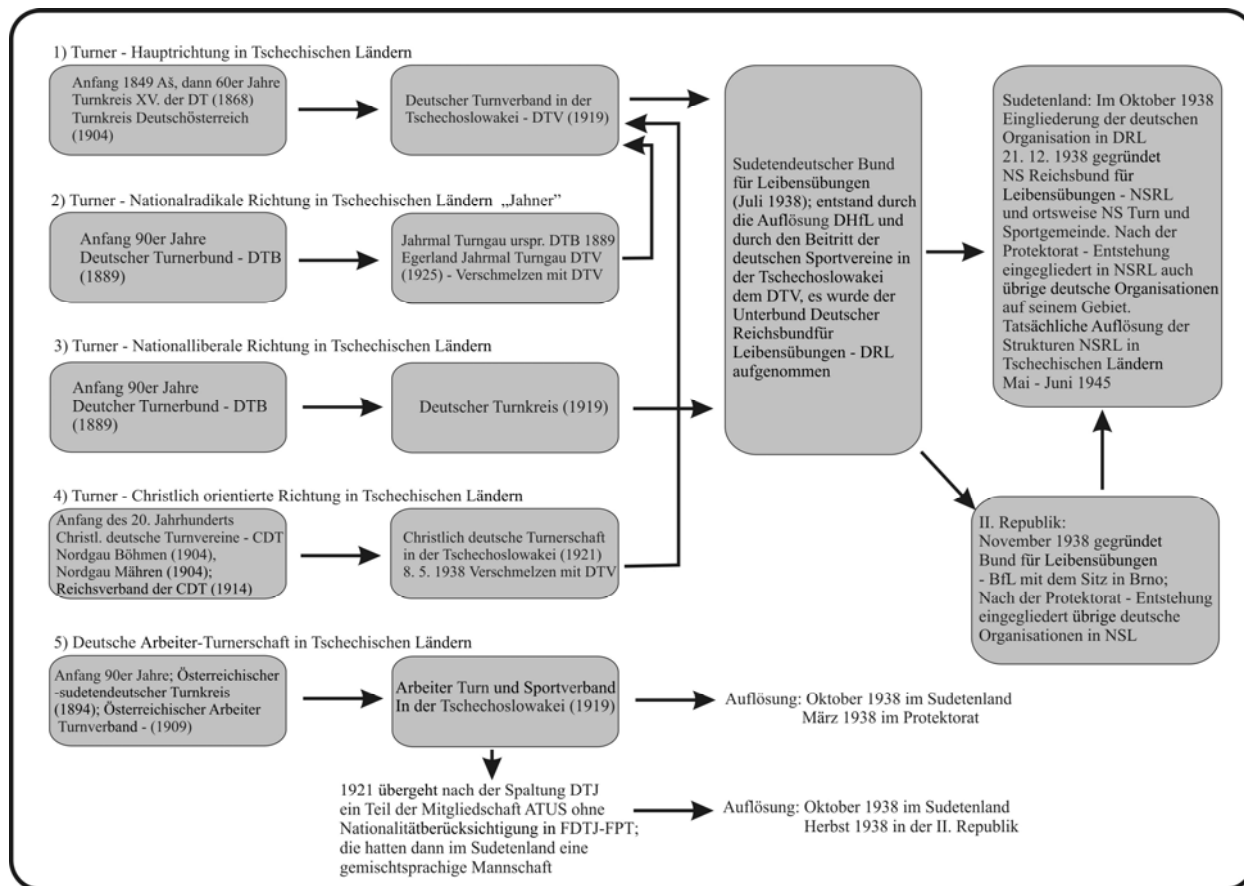 1) Turner - Hauptrichtung in Tschechischen Ländern
Anfang 1849 Aš, dann 60er Jahre
Turnkreis XV. der DT (1868)
Turnkreis Deutschösterreich
(1904)
Deutscher Turnverband in der
Tschechoslowakei - DTV (1919)
2) Turner - Nationalradikale Richtung in Tschechischen Ländern „Jahner”
Anfang 90er Jahre
Deutscher Turnerbund - DTB
(1889)
Jahrmal Turngau urspr. DTB 1889
Egerland Jahrmal Turngau DTV
(1925) - Verschmelzen mit DTV
3) Turner - Nationalliberale Richtung in Tschechischen Ländern
Anfang 90er Jahre
Deutcher Turnerbund - DTB
(1889)
Deutscher Turnkreis (1919)
4) Turner - Christlich orientierte Richtung in Tschechischen Ländern
Anfang des 20. Jahrhunderts
Christl. deutsche Turnvereine - CDT
Nordgau Böhmen (1904),
Nordgau Mähren (1904);
Reichsverband der CDT (1914)
Christlich deutsche Turnerschaft
in der Tschechoslowakei (1921)
8. 5. 1938 Verschmelzen mit DTV
5) Deutsche Arbeiter-Turnerschaft in Tschechischen Ländern
Anfang 90er Jahre; Österreichischer
-sudetendeutscher Turnkreis
(1894); Österreichischer Arbeiter
Turnverband - (1909)
Arbeiter Turn und Sportverband
In der Tschechoslowakei (1919)
Auflösung: Oktober 1938 im Sudetenland
März 1938 im Protektorat
1921 übergeht nach der Spaltung DTJ
ein Teil der Mitgliedschaft ATUS ohne
Nationalitätberücksichtigung in FDTJ-FPT;
die hatten dann im Sudetenland eine
gemischtsprachige Mannschaft
Auflösung: Oktober 1938 im Sudetenland
Herbst 1938 in der II. Republik
Sudetendeutscher Bund
für Leibensübungen
(Juli 1938); entstand durch
die Auflösung DHfL und
durch den Beitritt der
deutschen Sportvereine in
der Tschechoslowakei
dem DTV, es wurde der
Unterbund Deutscher
Reichsbundfür
Leibensübungen - DRL
aufgenommen
Sudetenland: Im Oktober 1938
Eingliederung der deutschen
Organisation in DRL
21. 12. 1938 gegründet
NS Reichsbund für
Leibensübungen - NSRL
und ortsweise NS Turn und
Sportgemeinde. Nach der
Protektorat - Entstehung
eingegliedert in NSRL auch
übrige deutsche Organisationen
auf seinem Gebiet.
Tatsächliche Auflösung der
Strukturen NSRL in
Tschechischen Ländern
Mai - Juni 1945
II. Republik:
November 1938 gegründet
Bund für Leibensübungen
- BfL mit dem Sitz in Brno;
Nach der Protektorat - Entstehung
eingegliedert übrige deutsche
Organisationen in NSL